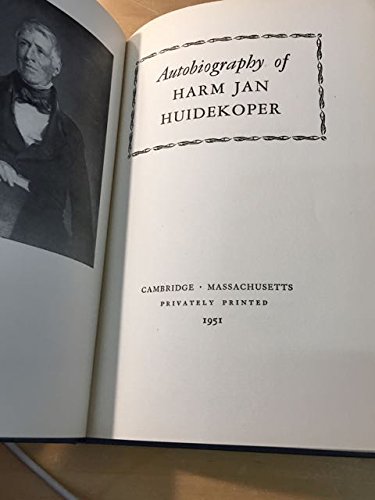 Autobiography of
HARM JAN
HUIDEKOPER
CAMBRIDGE · MASSACHUSETTS
PRIVATELY PRINTED
1951